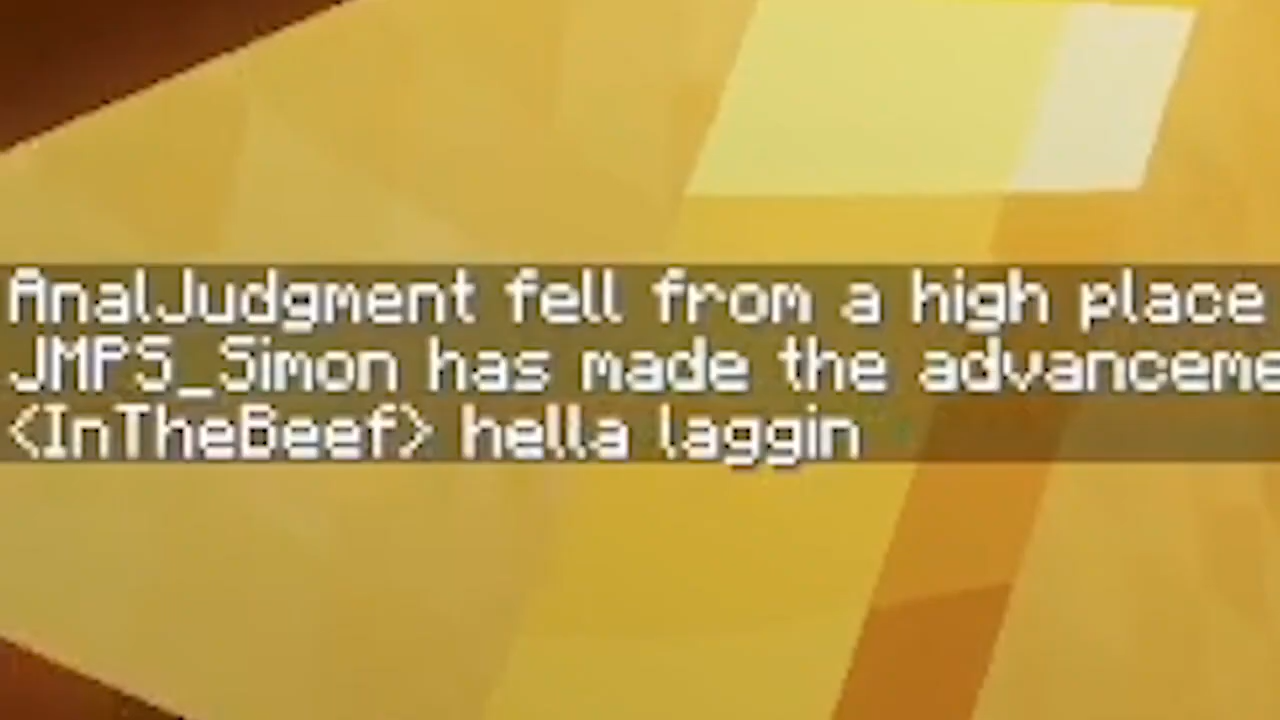 AnalJudgment fell from a high place
JMPS_Simon has made the advanceme
<InTheBeef> hella laggin